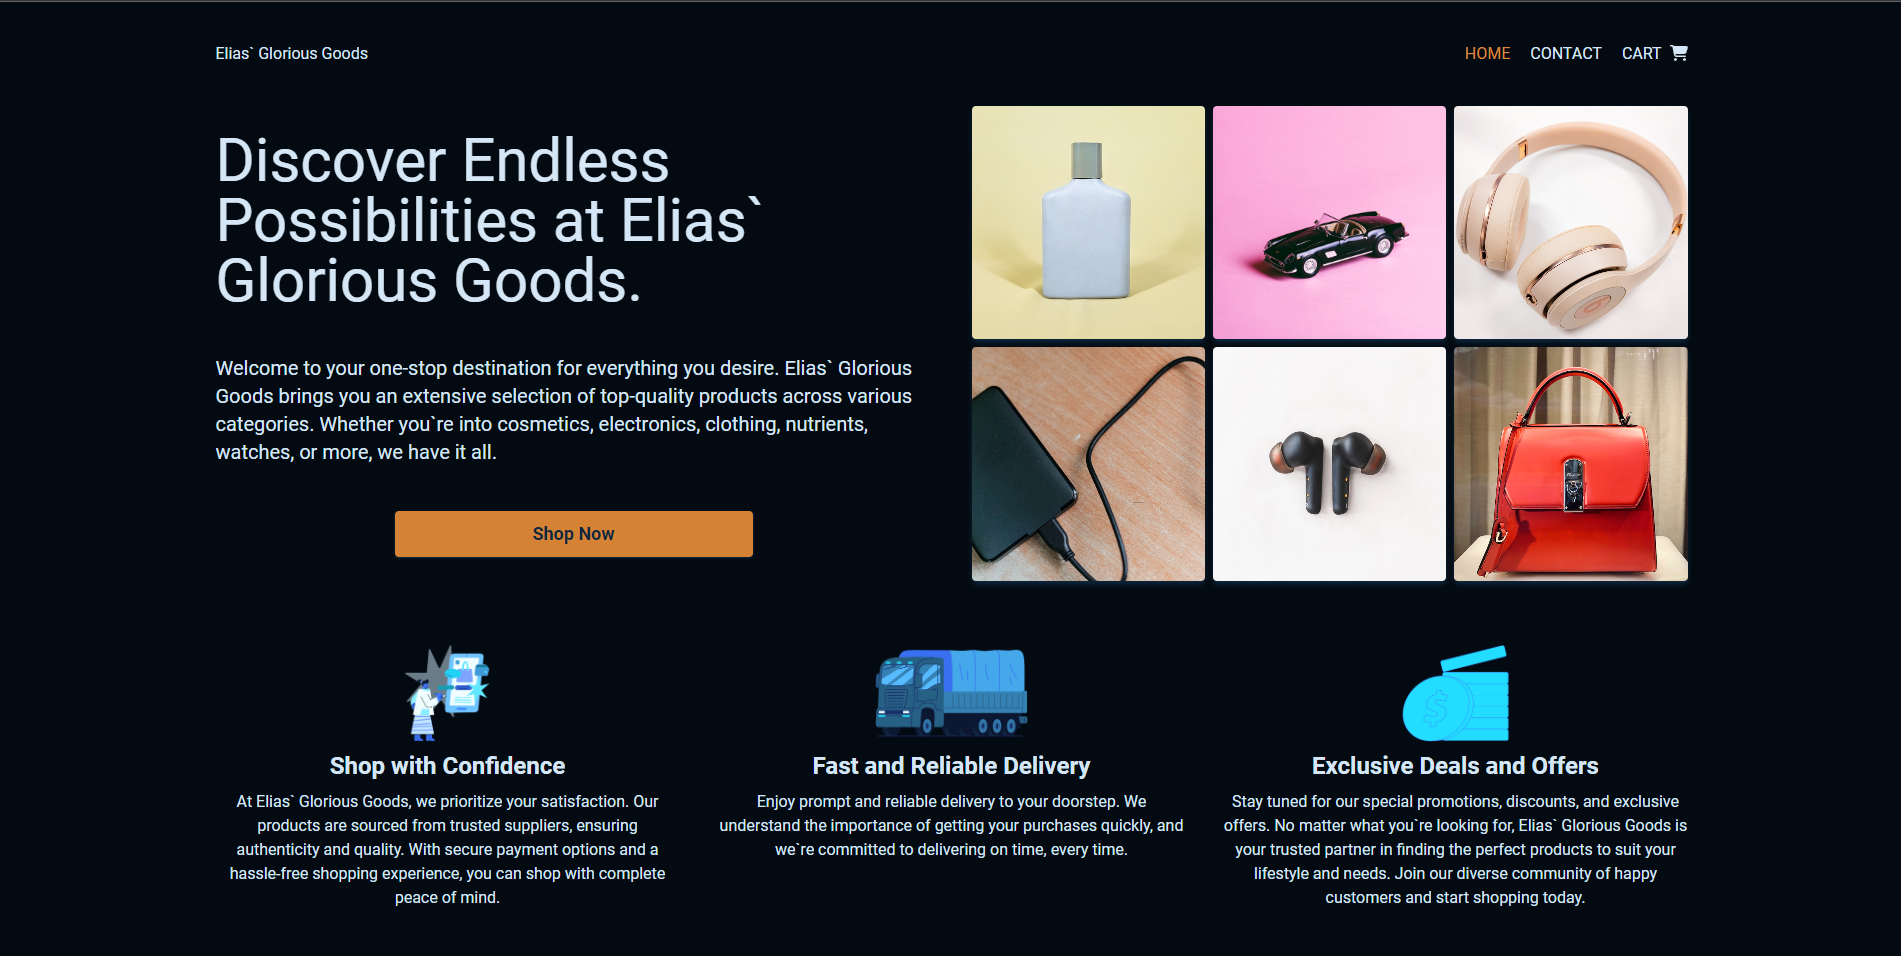 Elias` Glorious Goods
HOME CONTACT CART
Discover Endless
Possibilities at Elias`
Glorious Goods.
Welcome to your one-stop destination for everything you desire. Elias` Glorious
Goods brings you an extensive selection of top-quality products across various
categories. Whether you`re into cosmetics, electronics, clothing, nutrients,
watches, or more, we have it all.
Shop Now
Shop with Confidence
At Elias` Glorious Goods, we prioritize your satisfaction. Our
products are sourced from trusted suppliers, ensuring
authenticity and quality. With secure payment options and a
hassle-free shopping experience, you can shop with complete
peace of mind.
Fast and Reliable Delivery
Enjoy prompt and reliable delivery to your doorstep. We
understand the importance of getting your purchases quickly, and
we`re committed to delivering on time, every time.
Exclusive Deals and Offers
Stay tuned for our special promotions, discounts, and exclusive
offers. No matter what you`re looking for, Elias` Glorious Goods is
your trusted partner in finding the perfect products to suit your
lifestyle and needs. Join our diverse community of happy
customers and start shopping today.